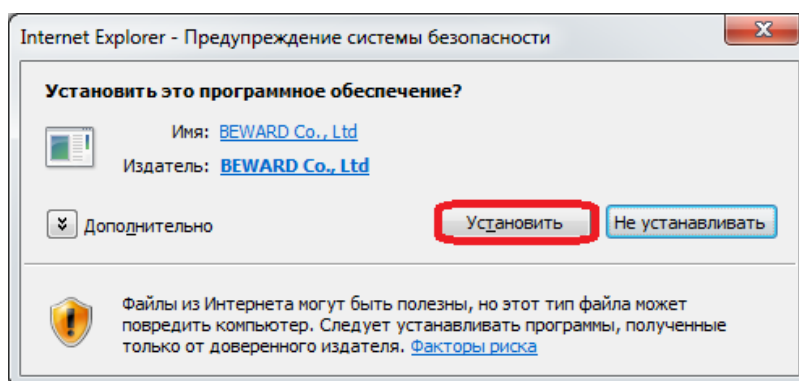 Internet Explorer - Предупреждение системы безопасности
Установить это программное обеспечение?
Имя: BEWARD Co., Ltd
Издатель: BEWARD Co., Ltd
Дополнительно
Установить
Не устанавливать
Файлы из Интернета могут быть полезны, но этот тип файла может
повредить компьютер. Следует устанавливать программы, полученные
только от доверенного издателя. Факторы риска